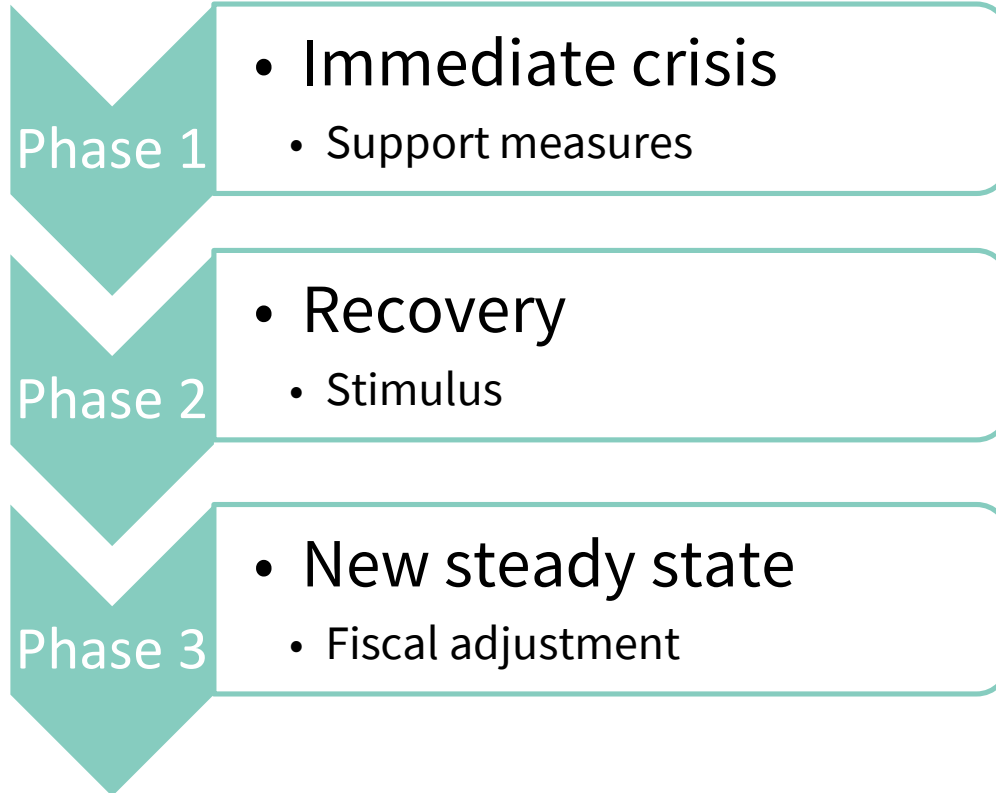 Phase 1
• Immediate crisis
• Support measures
Phase 2
• Recovery
• Stimulus
Phase 3
• New steady state
• Fiscal adjustment